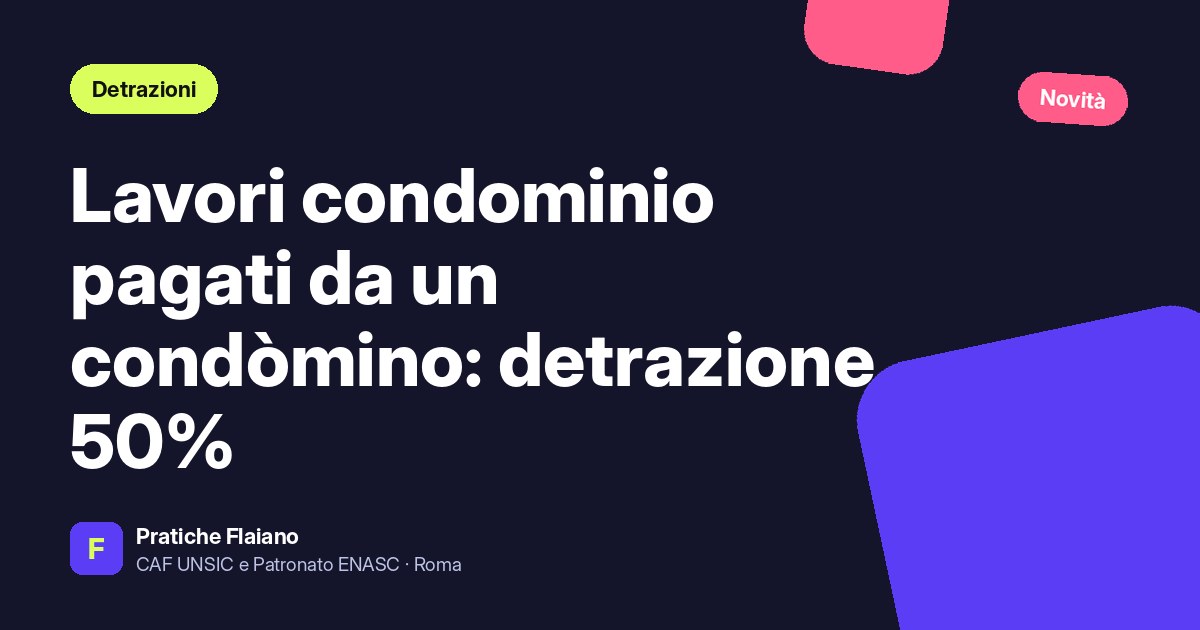 Detrazioni
Novità
Lavori condominio
pagati da un
condòmino: detrazione
50%
F
Pratiche Flaiano
CAF UNSIC e Patronato ENASC · Roma